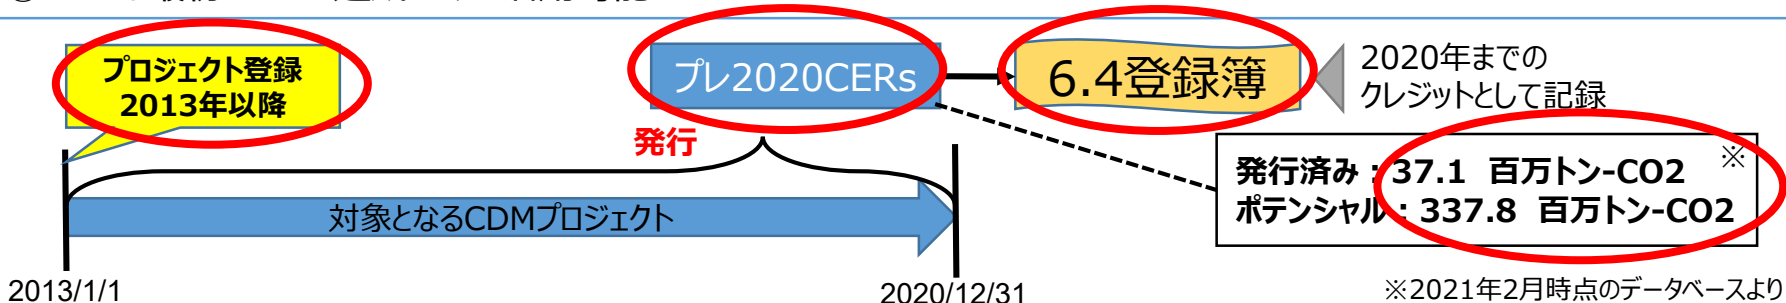 プロジェクト登録
2013年以降
プレ2020CERs
6.4登録簿
2020年までの
クレジットとして記録
発行
発行済み：37.1 百万トン-CO2 ※
ポテンシャル：337.8 百万トン-CO2
対象となるCDMプロジェクト
2013/1/1
2020/12/31
※2021年2月時点のデータベースより